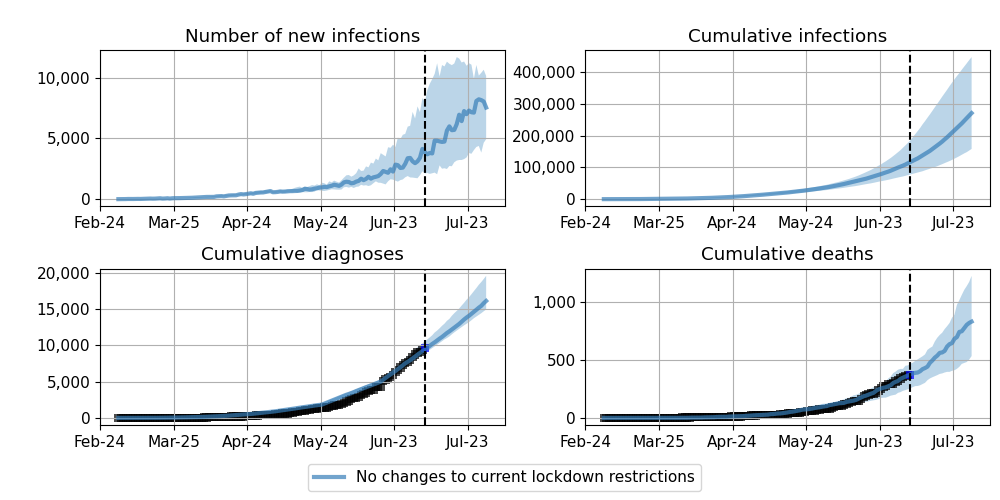 Number of new infections
10,000
5,000
0
Feb-24 Mar-25 Apr-24 May-24 Jun-23 Jul-23
Cumulative infections
400,000
300,000
200,000
100,000
0
Feb-24 Mar-25 Apr-24 May-24 Jun-23 Jul-23
Cumulative diagnoses
20,000
15,000
10,000
5,000
0
Feb-24 Mar-25 Apr-24 May-24 Jun-23 Jul-23
Cumulative deaths
1,000
500
0
Feb-24 Mar-25 Apr-24 May-24 Jun-23 Jul-23
No changes to current lockdown restrictions